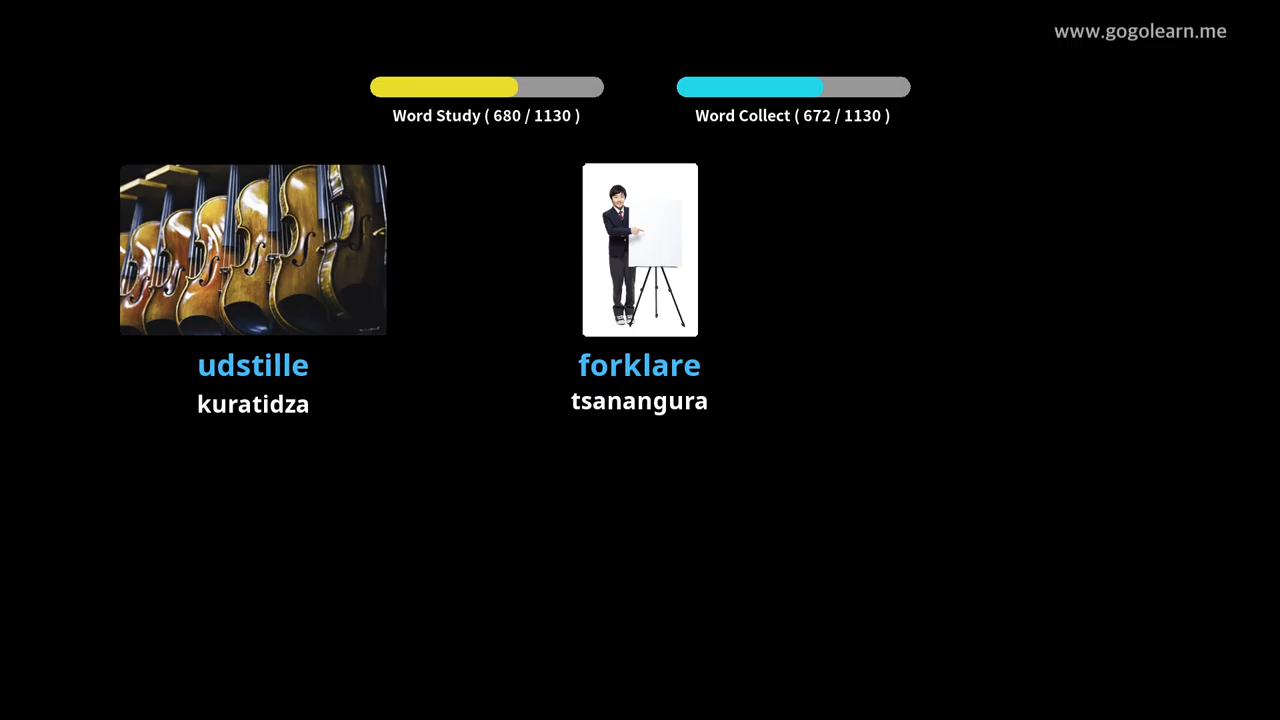 www.gogolearn.me
Word Study ( 680 / 1130 )
Word Collect ( 672 / 1130 )
udstille
kuratidza
forklare
tsanangura